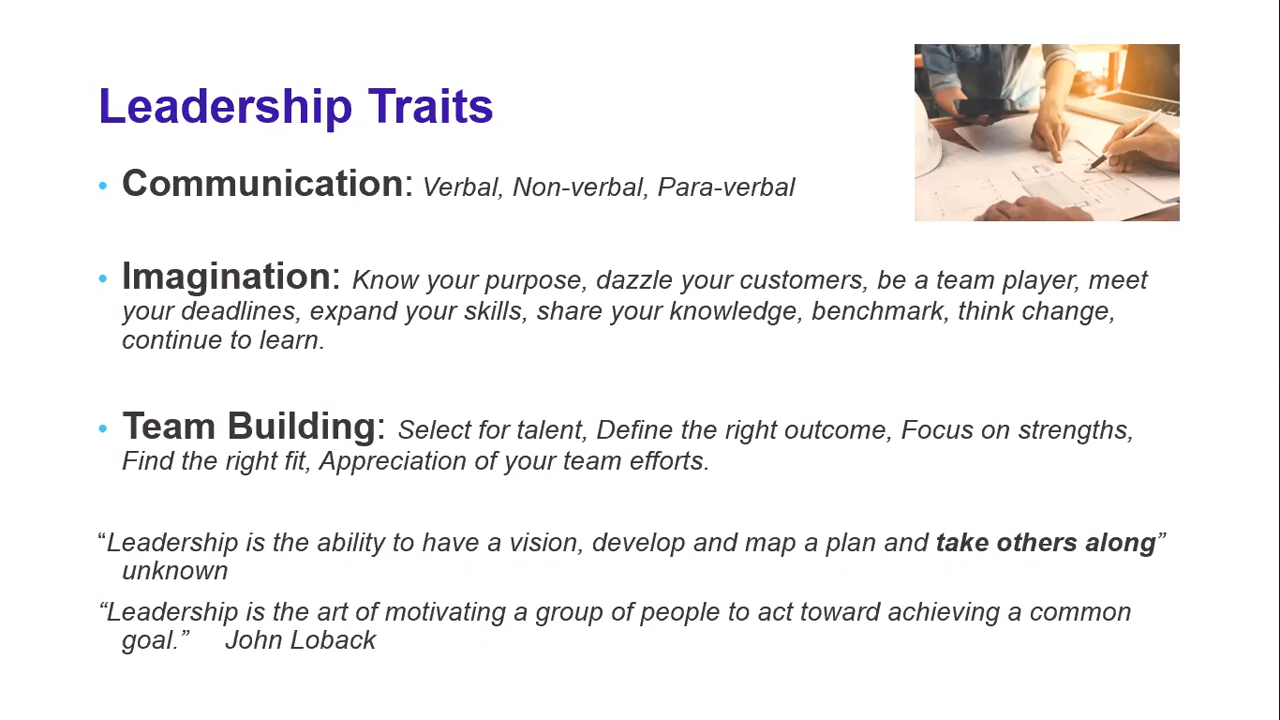 Leadership Traits
• Communication: Verbal, Non-verbal, Para-verbal
• Imagination: Know your purpose, dazzle your customers, be a team player, meet
your deadlines, expand your skills, share your knowledge, benchmark, think change,
continue to learn.
• Team Building: Select for talent, Define the right outcome, Focus on strengths,
Find the right fit, Appreciation of your team efforts.
“Leadership is the ability to have a vision, develop and map a plan and take others along”
unknown
“Leadership is the art of motivating a group of people to act toward achieving a common
goal.” John Loback